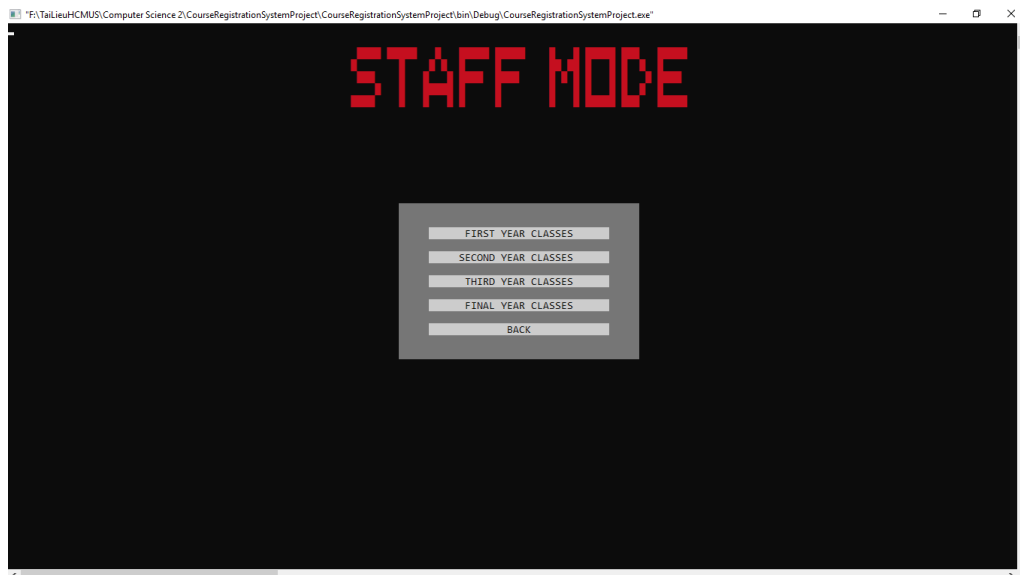 "F:\TaiLieuHCMUS\Computer Science 2\CourseRegistrationSystemProject\CourseRegistrationSystemProject\bin\Debug\CourseRegistrationSystemProject.exe"
STAFF MODE
FIRST YEAR CLASSES
SECOND YEAR CLASSES
THIRD YEAR CLASSES
FINAL YEAR CLASSES
BACK